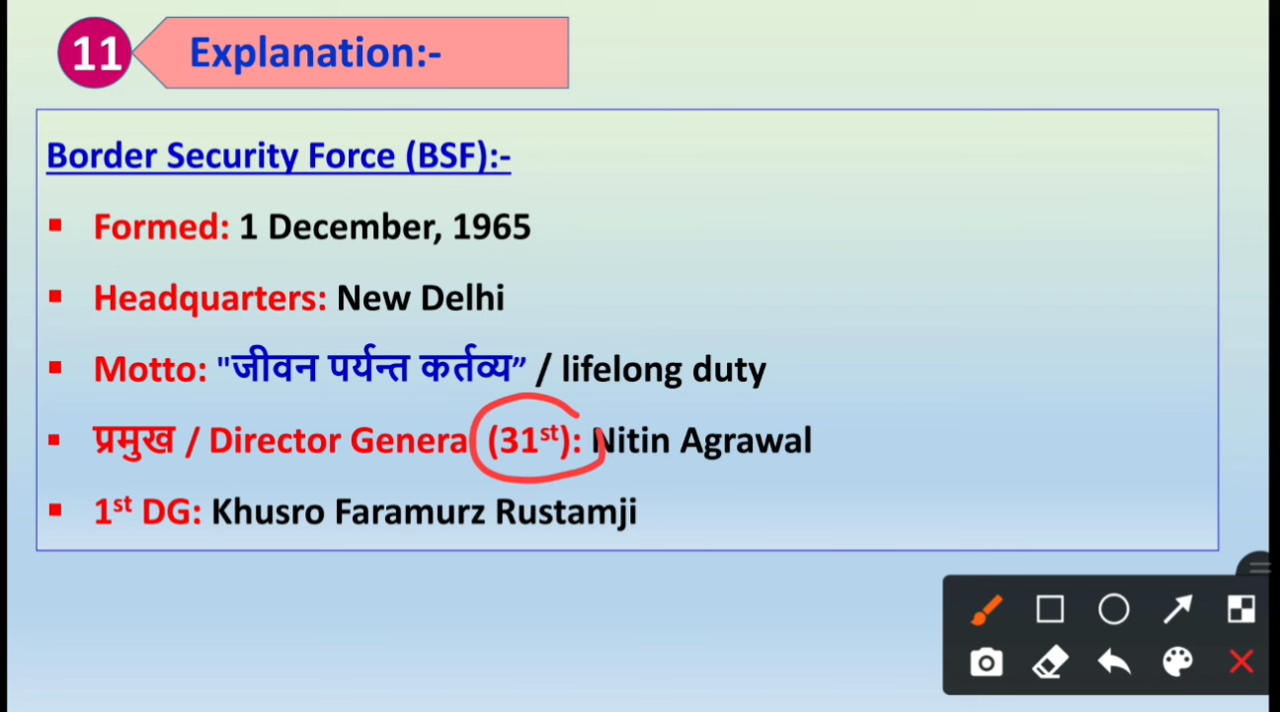 11 Explanation:-
Border Security Force (BSF):-
▪ Formed: 1 December, 1965
▪ Headquarters: New Delhi
▪ Motto: "जीवन पर्यन्त कर्तव्य” / lifelong duty
▪ प्रमुख / Director General (31st): Nitin Agrawal
▪ 1st DG: Khusro Faramurz Rustamji